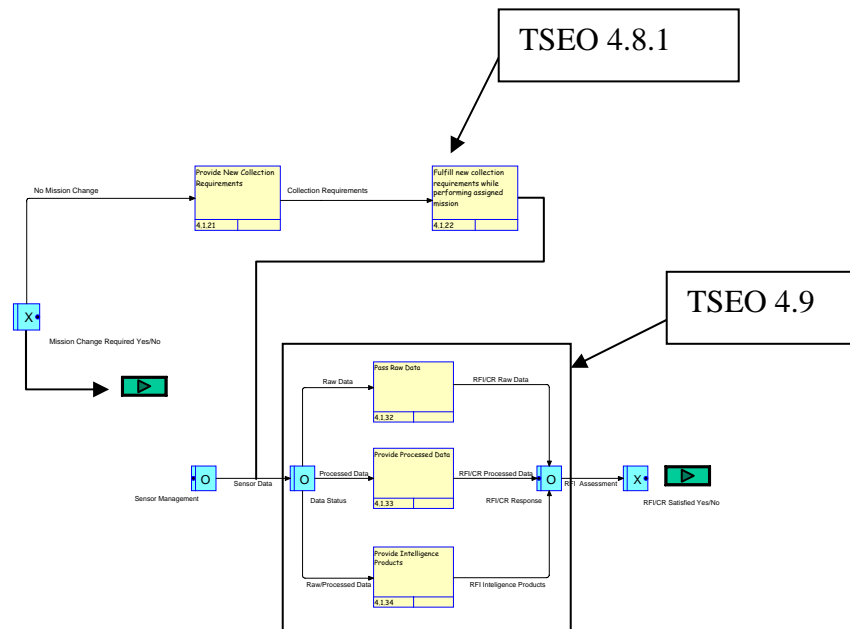 TSEO 4.8.1
Provide New Collection
Requirements
4.1.21
No Mission Change
Collection Requirements
Fulfill new collection
requirements while
performing assigned
mission
4.1.22
X
Mission Change Required Yes/No
TSEO 4.9
Pass Raw Data
4.1.32
Raw Data
RFI/CR Raw Data
Provide Processed Data
4.1.33
O
Sensor Management
Sensor Data
O
Data Status
Processed Data
RFI/CR Processed Data
O
RFI/CR Response
RFI Assessment
X
RFI/CR Satisfied Yes/No
Provide Intelligence
Products
4.1.34
Raw/Processed Data
RFI Inteligence Products